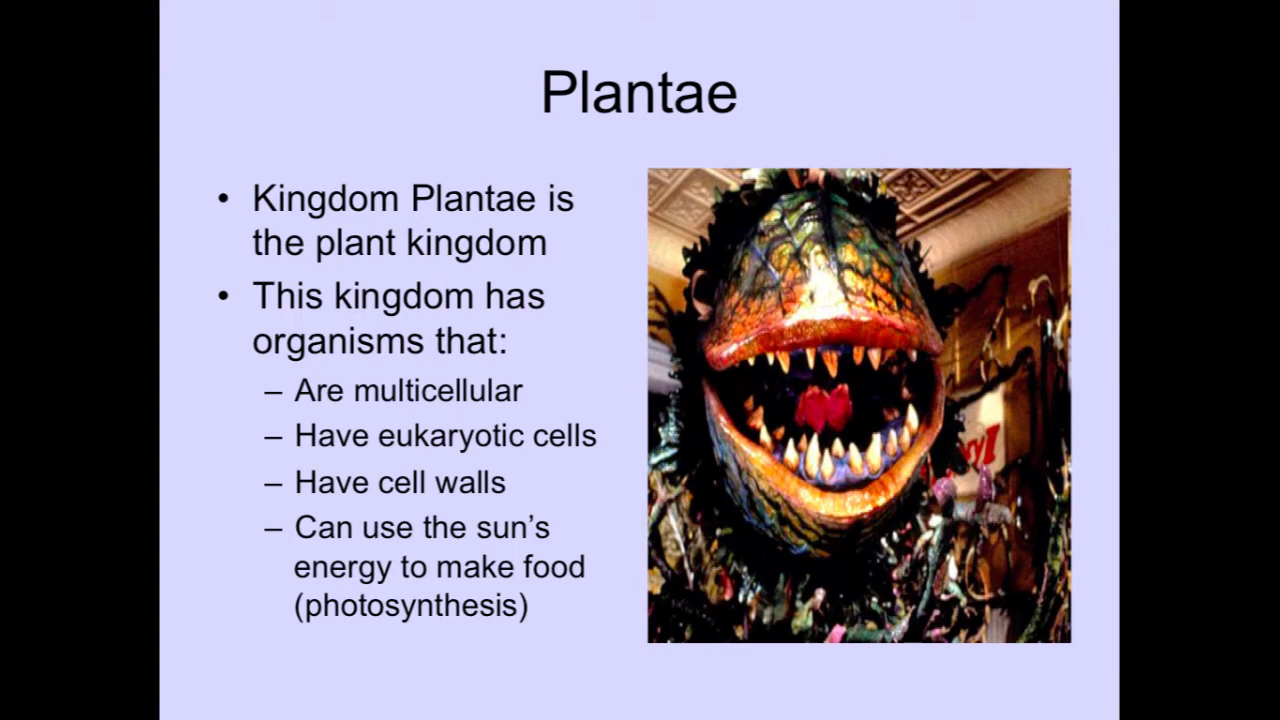 Plantae
• Kingdom Plantae is
the plant kingdom
• This kingdom has
organisms that:
– Are multicellular
– Have eukaryotic cells
– Have cell walls
– Can use the sun’s
energy to make food
(photosynthesis)